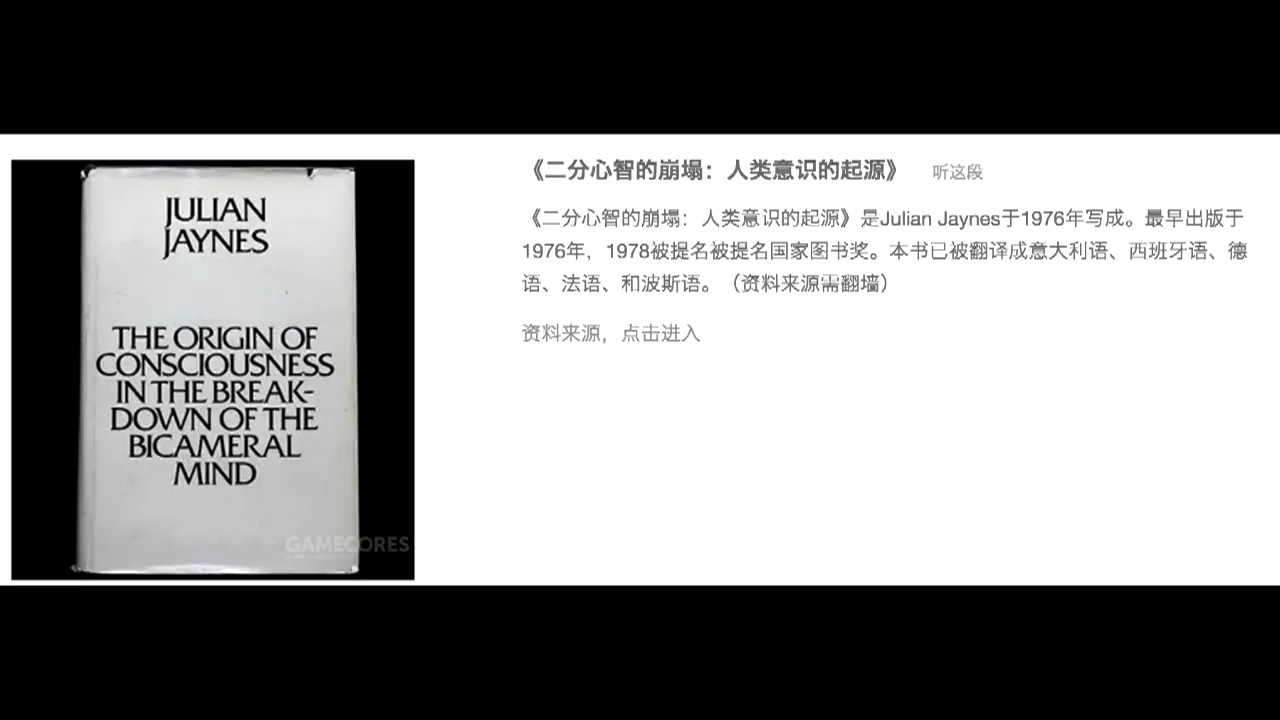 JULIAN
JAYNES
THE ORIGIN OF
CONSCIOUSNESS
IN THE BREAK-
DOWN OF THE
BICAMERAL
MIND
GAMECORES
《二分心智的崩塌：人类意识的起源》 听这段
《二分心智的崩塌：人类意识的起源》是Julian Jaynes于1976年写成。最早出版于
1976年，1978被提名被提名国家图书奖。本书已被翻译成意大利语、西班牙语、德
语、法语、和波斯语。（资料来源需翻墙）
资料来源，点击进入